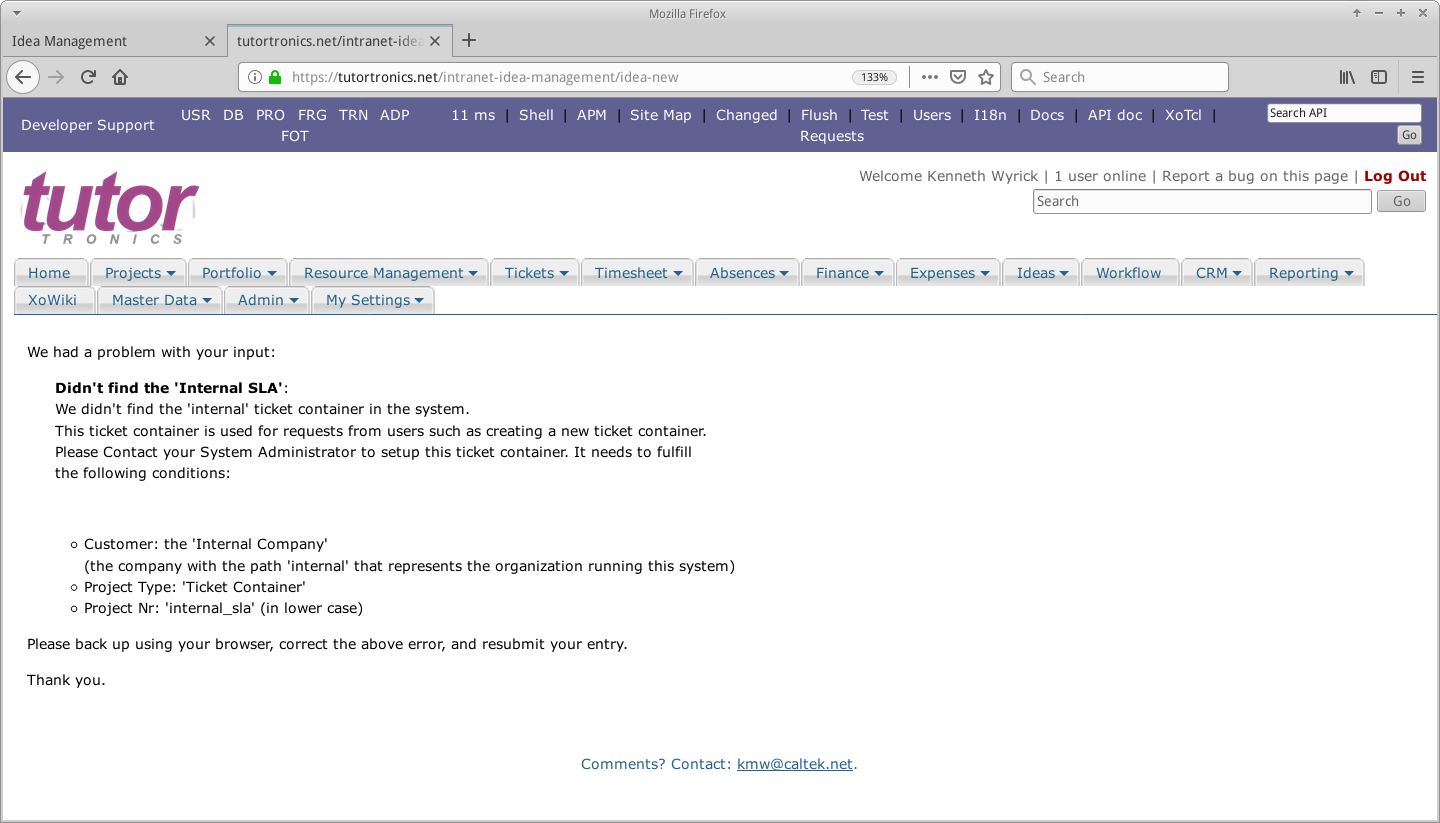 Mozilla Firefox
Idea Management
tutortronics.net/intranet-idea
https://tutortronics.net/intranet-idea-management/idea-new
133%
Search
Developer Support
USR DB PRO FRG TRN ADP
FOT
11 ms | Shell | APM | Site Map | Changed | Flush | Test | Users | I18n | Docs | API doc | XoTcl |
Requests
Search API
Go
tutor
TRONICS
Welcome Kenneth Wyrick | 1 user online | Report a bug on this page | Log Out
Search
Go
Home Projects Portfolio Resource Management Tickets Timesheet Absences Finance Expenses Ideas Workflow CRM Reporting
XoWiki Master Data Admin My Settings
We had a problem with your input:
Didn't find the 'Internal SLA':
We didn't find the 'internal' ticket container in the system.
This ticket container is used for requests from users such as creating a new ticket container.
Please Contact your System Administrator to setup this ticket container. It needs to fulfill
the following conditions:
Customer: the 'Internal Company'
(the company with the path 'internal' that represents the organization running this system)
Project Type: 'Ticket Container'
Project Nr: 'internal_sla' (in lower case)
Please back up using your browser, correct the above error, and resubmit your entry.
Thank you.
Comments? Contact: kmw@caltek.net.